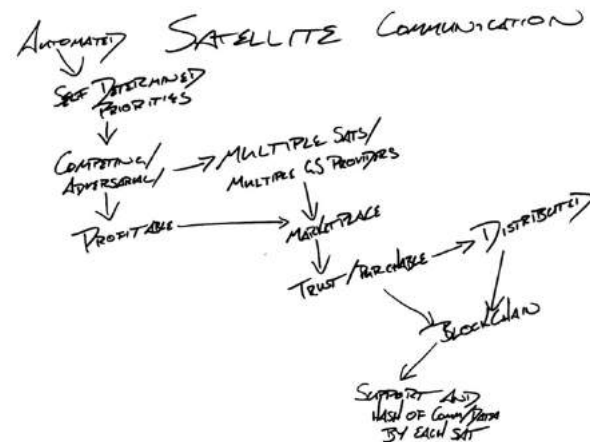 AUTOMATED SATELLITE COMMUNICATION
SELF DETERMINED
PRIORITIES
COMPETING/
ADVERSARIAL/
MULTIPLE SATS/
MULTIPLE GS PROVIDERS
PROFITABLE
MARKETPLACE
DISTRIBUTED
TRUST/PURCHABLE
BLOCKCHAIN
SUPPORT AND
HASH OF COMM/DATA
BY EACH SAT